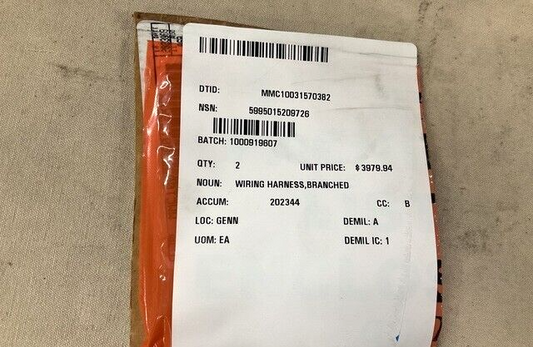 DTID: MMC10031570382
NSN: 5995015209726
BATCH: 1000919607
QTY: 2 UNIT PRICE: $3979.94
NOUN: WIRING HARNESS,BRANCHED
ACCUM: 202344 CC: B
LOC: GENN DEMIL: A
UOM: EA DEMIL IC: 1